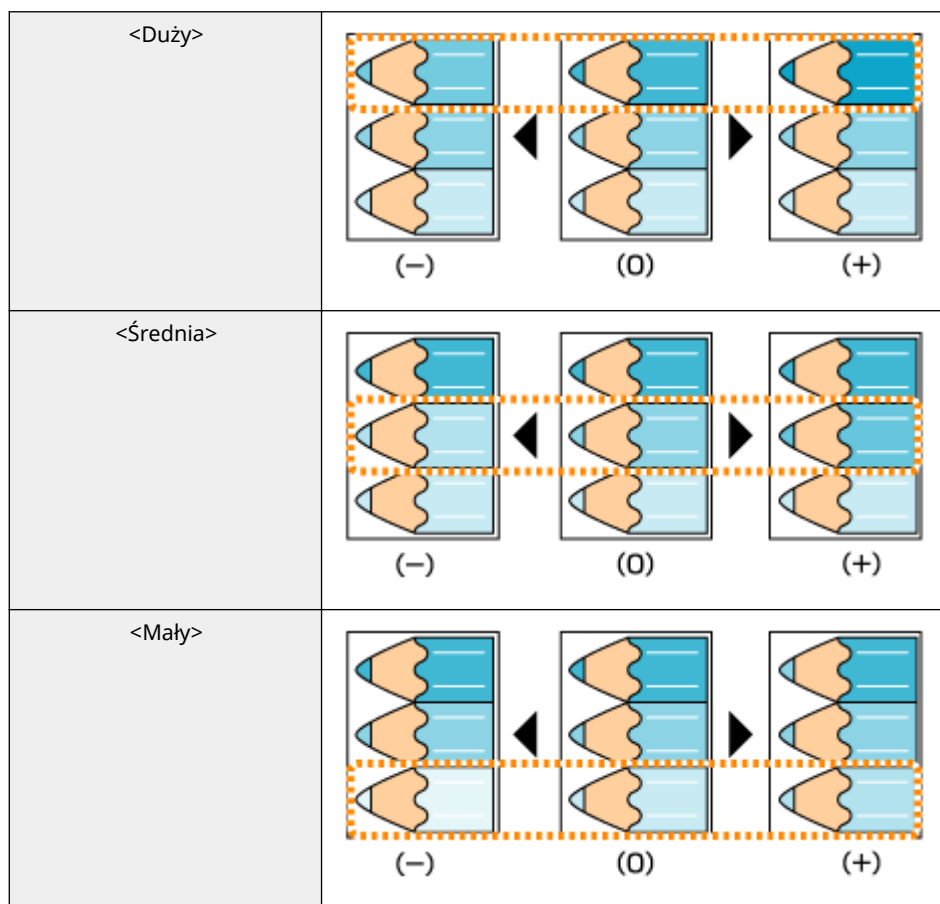 <Duży>
(−) (0) (+)
<Średnia>
(−) (0) (+)
<Mały>
(−) (0) (+)